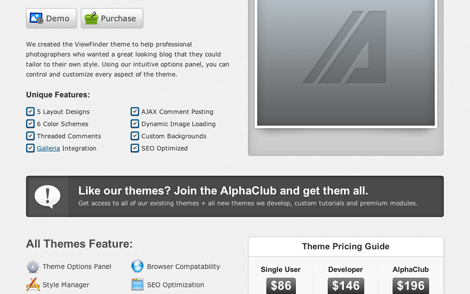 Demo Purchase
We created the ViewFinder theme to help professional
photographers who wanted a great looking blog that they could
tailor to their own style. Using our intuitive options panel, you can
control and customize every aspect of the theme.
Unique Features:
5 Layout Designs
6 Color Schemes
Threaded Comments
Galleria Integration
AJAX Comment Posting
Dynamic Image Loading
Custom Backgrounds
SEO Optimized
Like our themes? Join the AlphaClub and get them all.
Get access to all of our existing themes + all new themes we develop, custom tutorials and premium modules.
All Themes Feature:
Theme Options Panel
Style Manager
Browser Compatability
SEO Optimization
Theme Pricing Guide
Single User Developer AlphaClub
$86 $146 $196